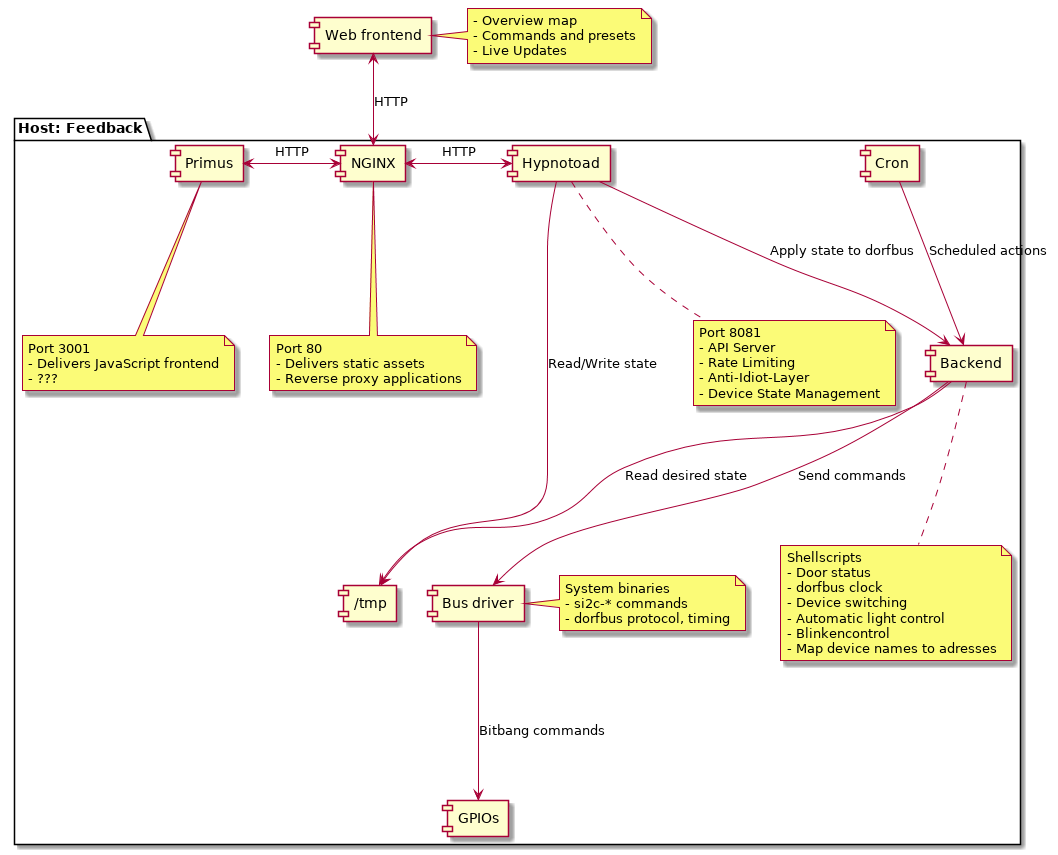 Web frontend
- Overview map
- Commands and presets
- Live Updates
HTTP
Host: Feedback
Primus
HTTP
NGINX
HTTP
Hypnotoad
Cron
Apply state to dorfbus
Scheduled actions
Port 3001
- Delivers JavaScript frontend
- ???
Port 80
- Delivers static assets
- Reverse proxy applications
Read/Write state
Port 8081
- API Server
- Rate Limiting
- Anti-Idiot-Layer
- Device State Management
Backend
Read desired state
Send commands
Shellscripts
- Door status
- dorfbus clock
- Device switching
- Automatic light control
- Blinkencontrol
- Map device names to adresses
/tmp
Bus driver
System binaries
- si2c-* commands
- dorfbus protocol, timing
Bitbang commands
GPIOs